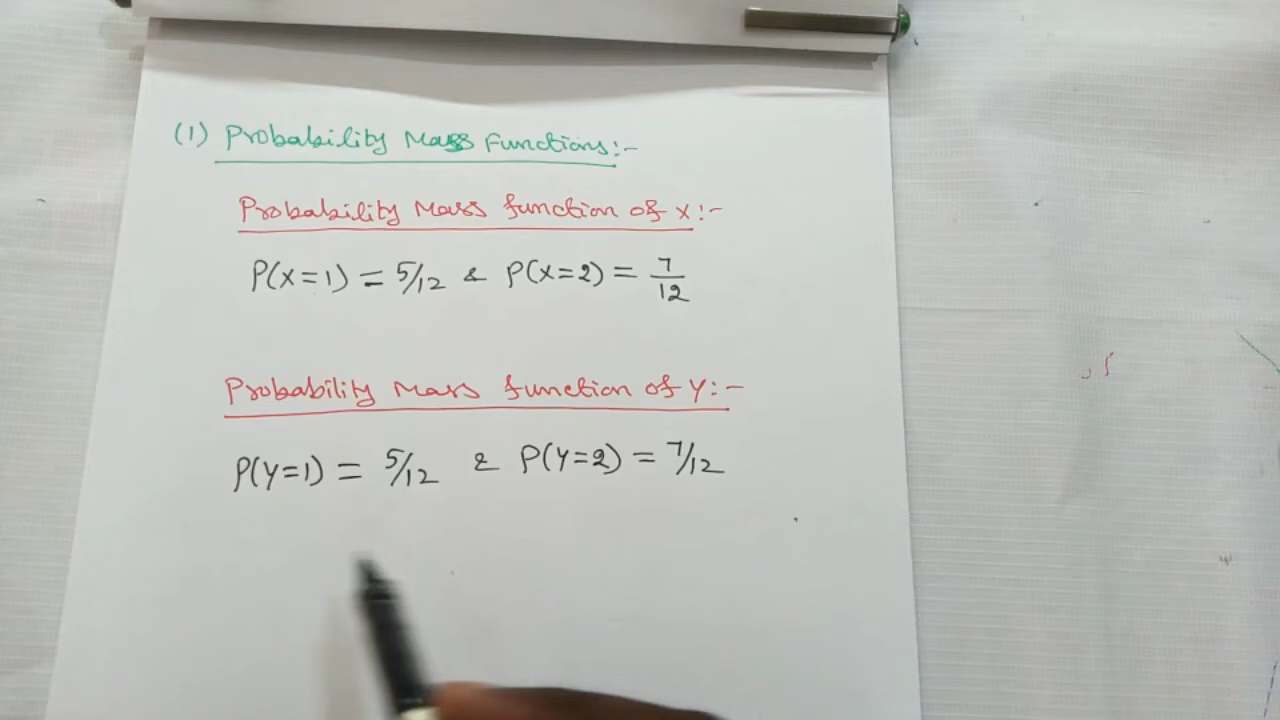 (1) Probability Mass Functions:-
Probability Mass function of X:-
P(X=1) = 5/12 & P(X=2) = 7/12
Probability Mass function of Y:-
P(Y=1) = 5/12 & P(Y=2) = 7/12